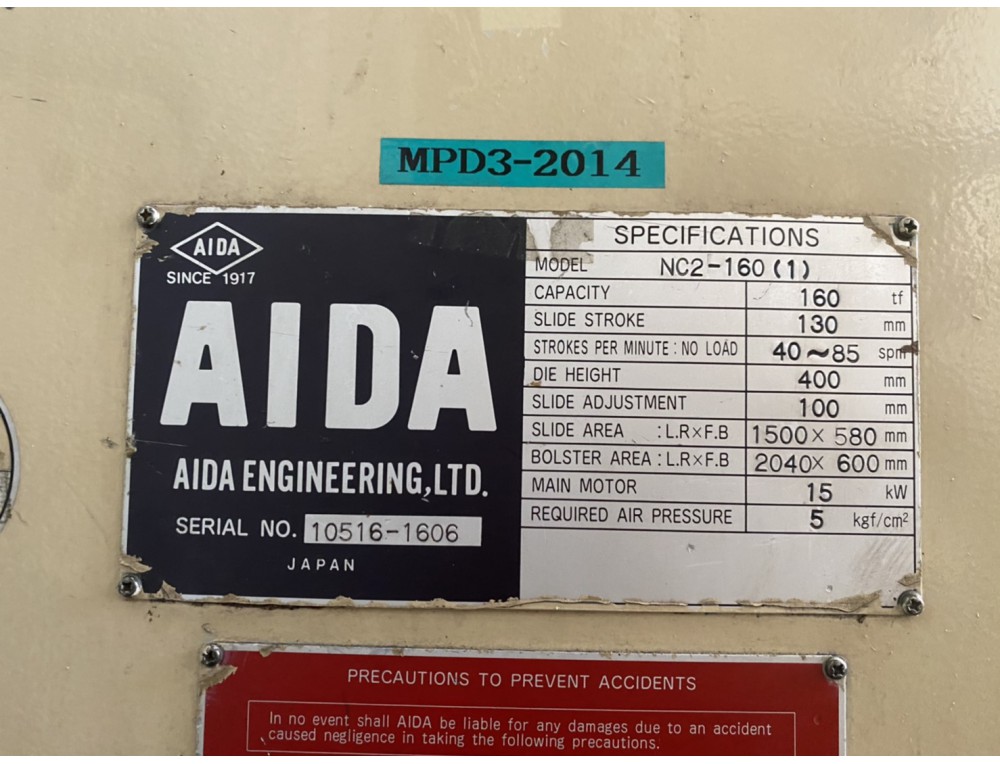 MPD3-2014
AIDA
SINCE 1917
AIDA
AIDA ENGINEERING,LTD.
SERIAL NO. 10516-1606
JAPAN
SPECIFICATIONS
MODEL NC2-160(1)
CAPACITY 160 tf
SLIDE STROKE 130 mm
STROKES PER MINUTE : NO LOAD 40~85 spm
DIE HEIGHT 400 mm
SLIDE ADJUSTMENT 100 mm
SLIDE AREA : L.R×F.B 1500× 580 mm
BOLSTER AREA : L.R×F.B 2040× 600 mm
MAIN MOTOR 15 kW
REQUIRED AIR PRESSURE 5 kgf/cm²
PRECAUTIONS TO PREVENT ACCIDENTS
In no event shall AIDA be liable for any damages due to an accident
caused negligence in taking the following precautions.